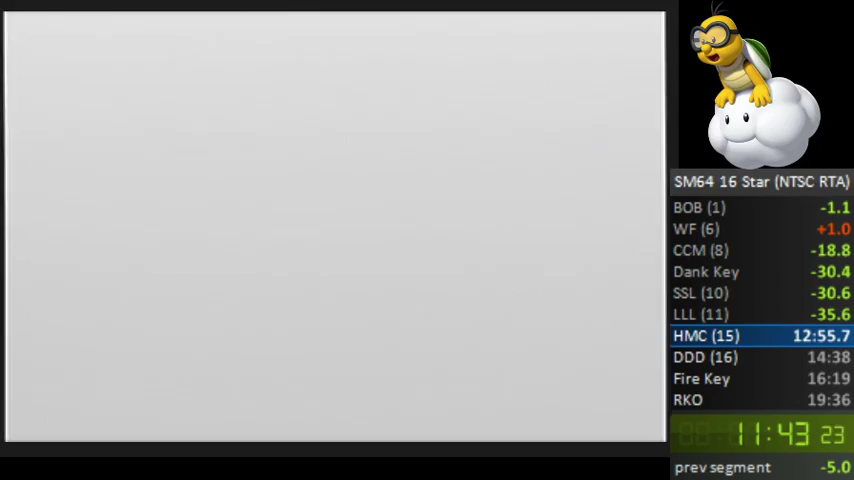 SM64 16 Star (NTSC RTA)
BOB (1) -1.1
WF (6) +1.0
CCM (8) -18.8
Dank Key -30.4
SSL (10) -30.6
LLL (11) -35.6
HMC (15) 12:55.7
DDD (16) 14:38
Fire Key 16:19
RKO 19:36
11:43 23
prev segment -5.0